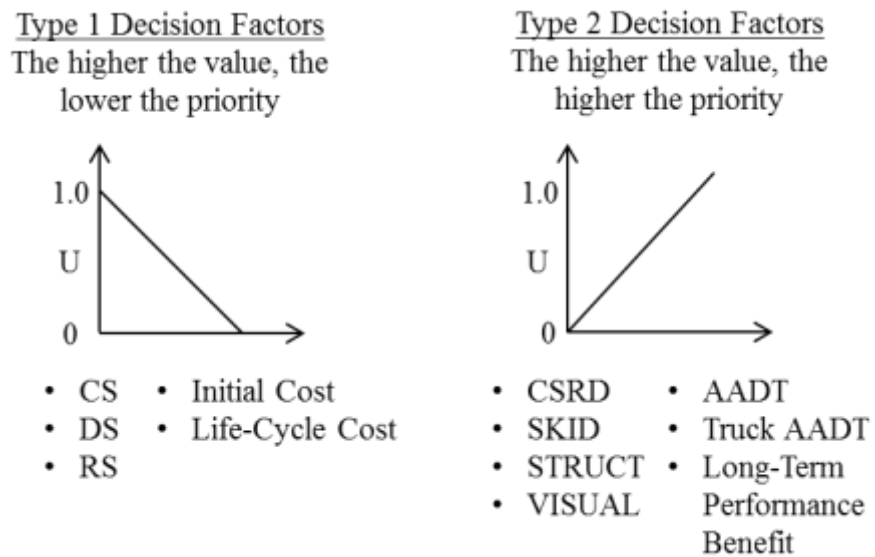 Type 1 Decision Factors
The higher the value, the
lower the priority
1.0
U
0
• CS
• DS
• RS
• Initial Cost
• Life-Cycle Cost
Type 2 Decision Factors
The higher the value, the
higher the priority
1.0
U
0
• CSRD
• SKID
• STRUCT
• VISUAL
• AADT
• Truck AADT
• Long-Term
Performance
Benefit